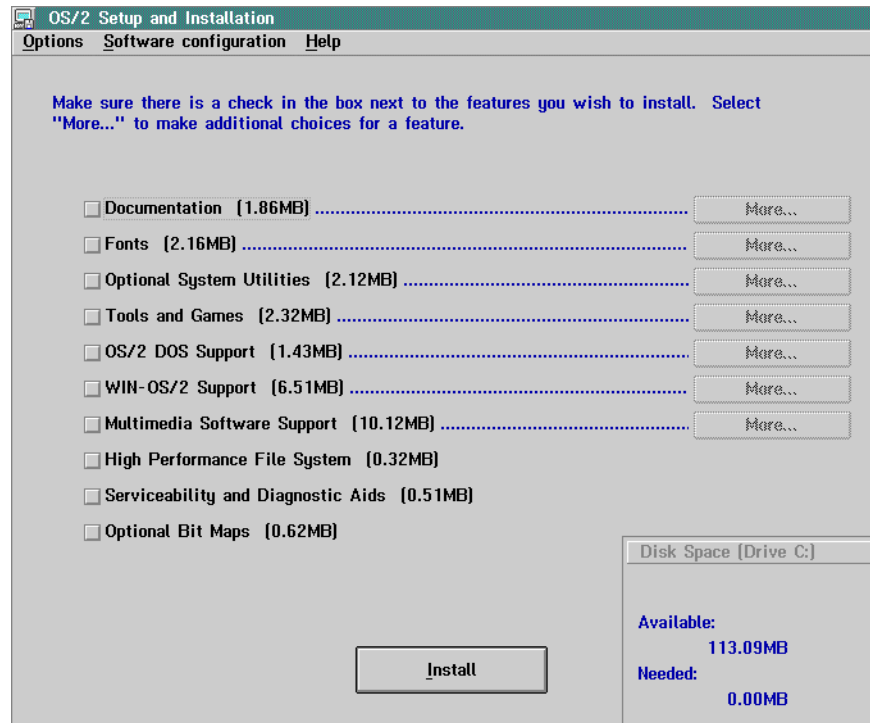 OS/2 Setup and Installation
Options Software configuration Help
Make sure there is a check in the box next to the features you wish to install. Select
"More..." to make additional choices for a feature.
Documentation (1.86MB) More...
Fonts (2.16MB) More...
Optional System Utilities (2.12MB) More...
Tools and Games (2.32MB) More...
OS/2 DOS Support (1.43MB) More...
WIN-OS/2 Support (6.51MB) More...
Multimedia Software Support (10.12MB) More...
High Performance File System (0.32MB)
Serviceability and Diagnostic Aids (0.51MB)
Optional Bit Maps (0.62MB)
Disk Space (Drive C:)
Available:
113.09MB
Install
Needed:
0.00MB